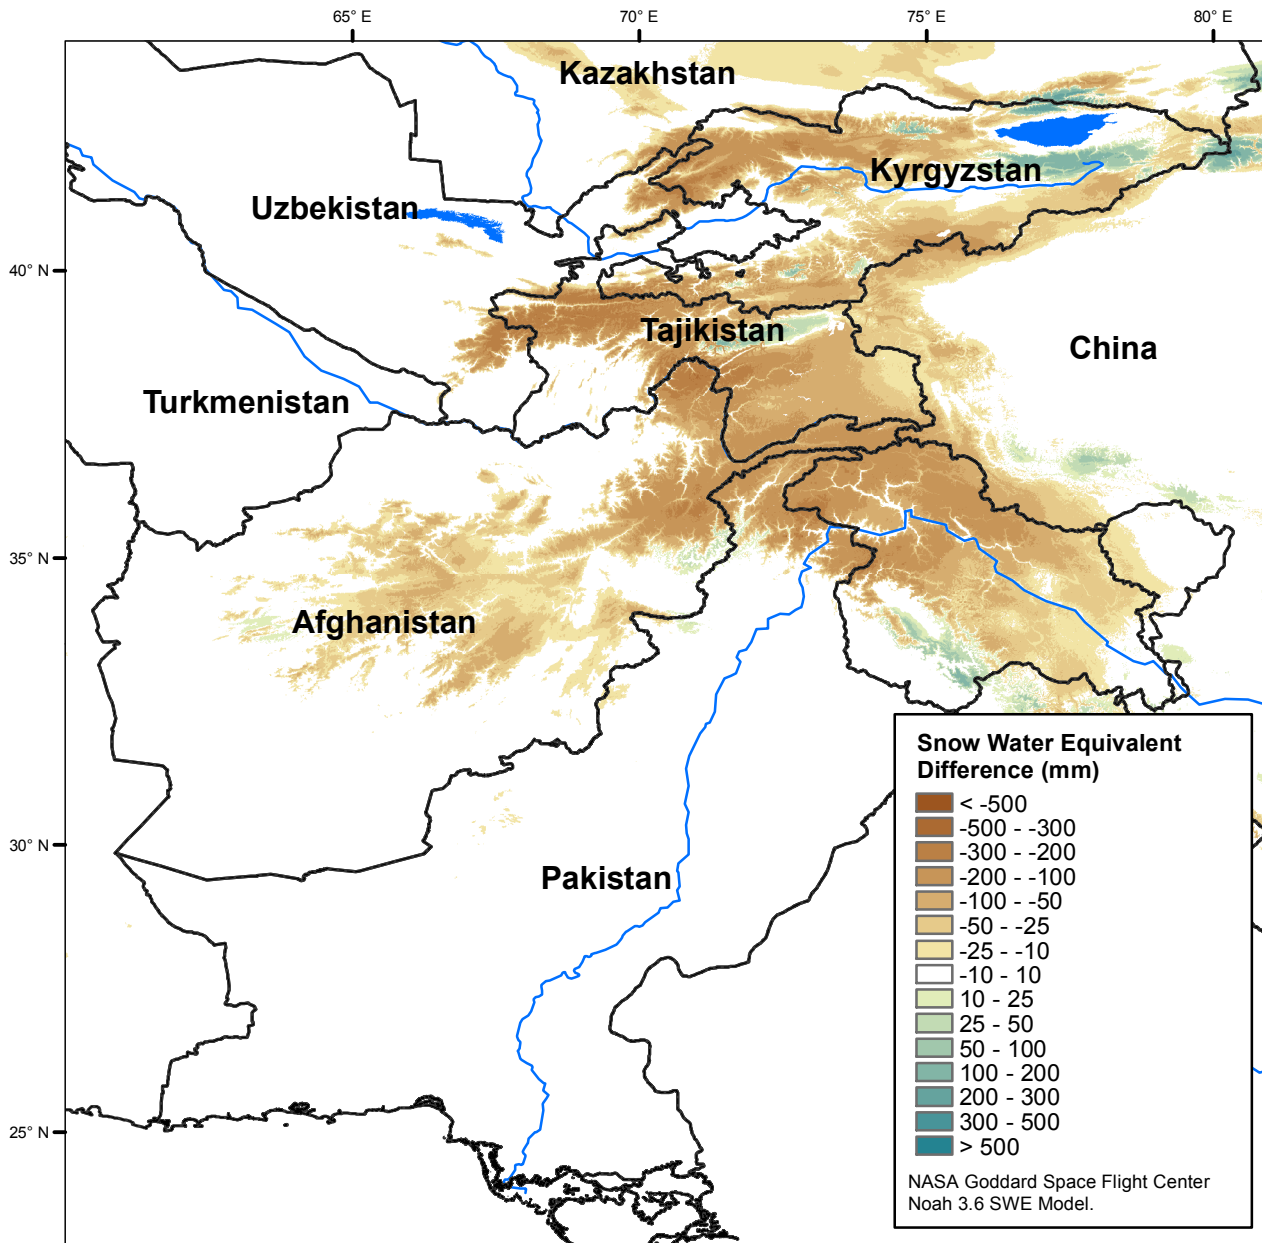 65° E
70° E
75° E
80° E
Kazakhstan
Kyrgyzstan
Uzbekistan
40° N
Tajikistan
China
Turkmenistan
35° N
Afghanistan
30° N
Pakistan
25° N
Snow Water Equivalent
Difference (mm)
< -500
-500 - -300
-300 - -200
-200 - -100
-100 - -50
-50 - -25
-25 - -10
-10 - 10
10 - 25
25 - 50
50 - 100
100 - 200
200 - 300
300 - 500
> 500
NASA Goddard Space Flight Center
Noah 3.6 SWE Model.